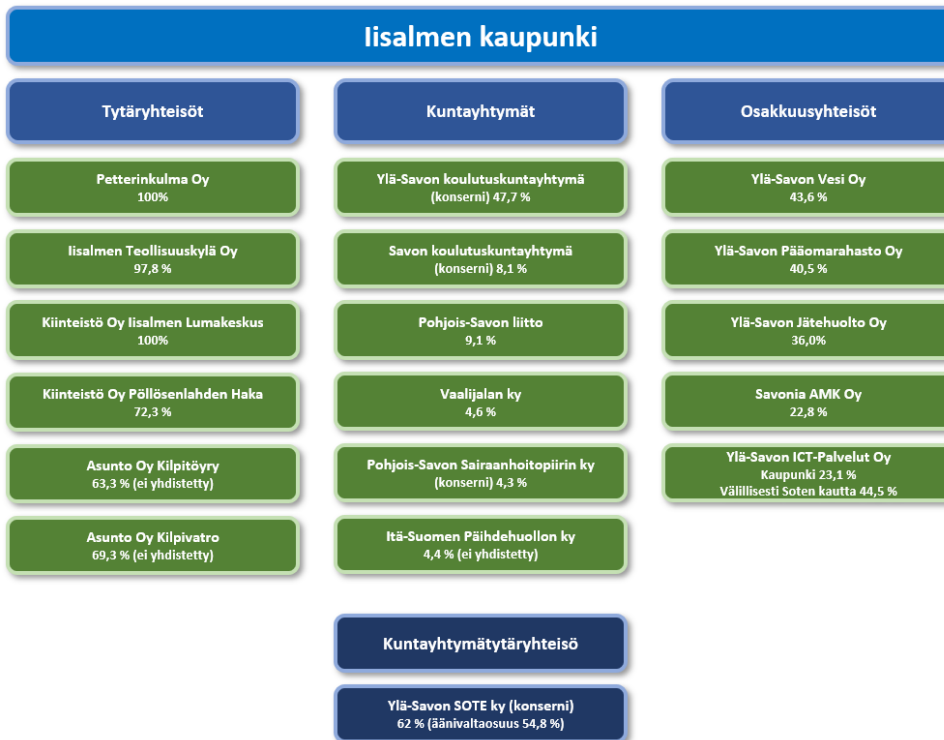 Iisalmen kaupunki
Tytäryhteisöt
Petterinkulma Oy
100%
Iisalmen Teollisuuskylä Oy
97,8 %
Kiinteistö Oy Iisalmen Lumakeskus
100%
Kiinteistö Oy Pöllösenlahden Haka
72,3 %
Asunto Oy Kilpitöyry
63,3 % (ei yhdistetty)
Asunto Oy Kilpivatro
69,3 % (ei yhdistetty)
Kuntayhtymät
Ylä-Savon koulutuskuntayhtymä
(konserni) 47,7 %
Savon koulutuskuntayhtymä
(konserni) 8,1 %
Pohjois-Savon liitto
9,1 %
Vaalijalan ky
4,6 %
Pohjois-Savon Sairaanhoitopiirin ky
(konserni) 4,3 %
Itä-Suomen Päihdehuollon ky
4,4 % (ei yhdistetty)
Kuntayhtymätytäryhteisö
Ylä-Savon SOTE ky (konserni)
62 % (äänivaltaosuus 54,8 %)
Osakkuusyhteisöt
Ylä-Savon Vesi Oy
43,6 %
Ylä-Savon Pääomarahasto Oy
40,5 %
Ylä-Savon Jätehuolto Oy
36,0%
Savonia AMK Oy
22,8 %
Ylä-Savon ICT-Palvelut Oy
Kaupunki 23,1 %
Välillisesti Soten kautta 44,5 %